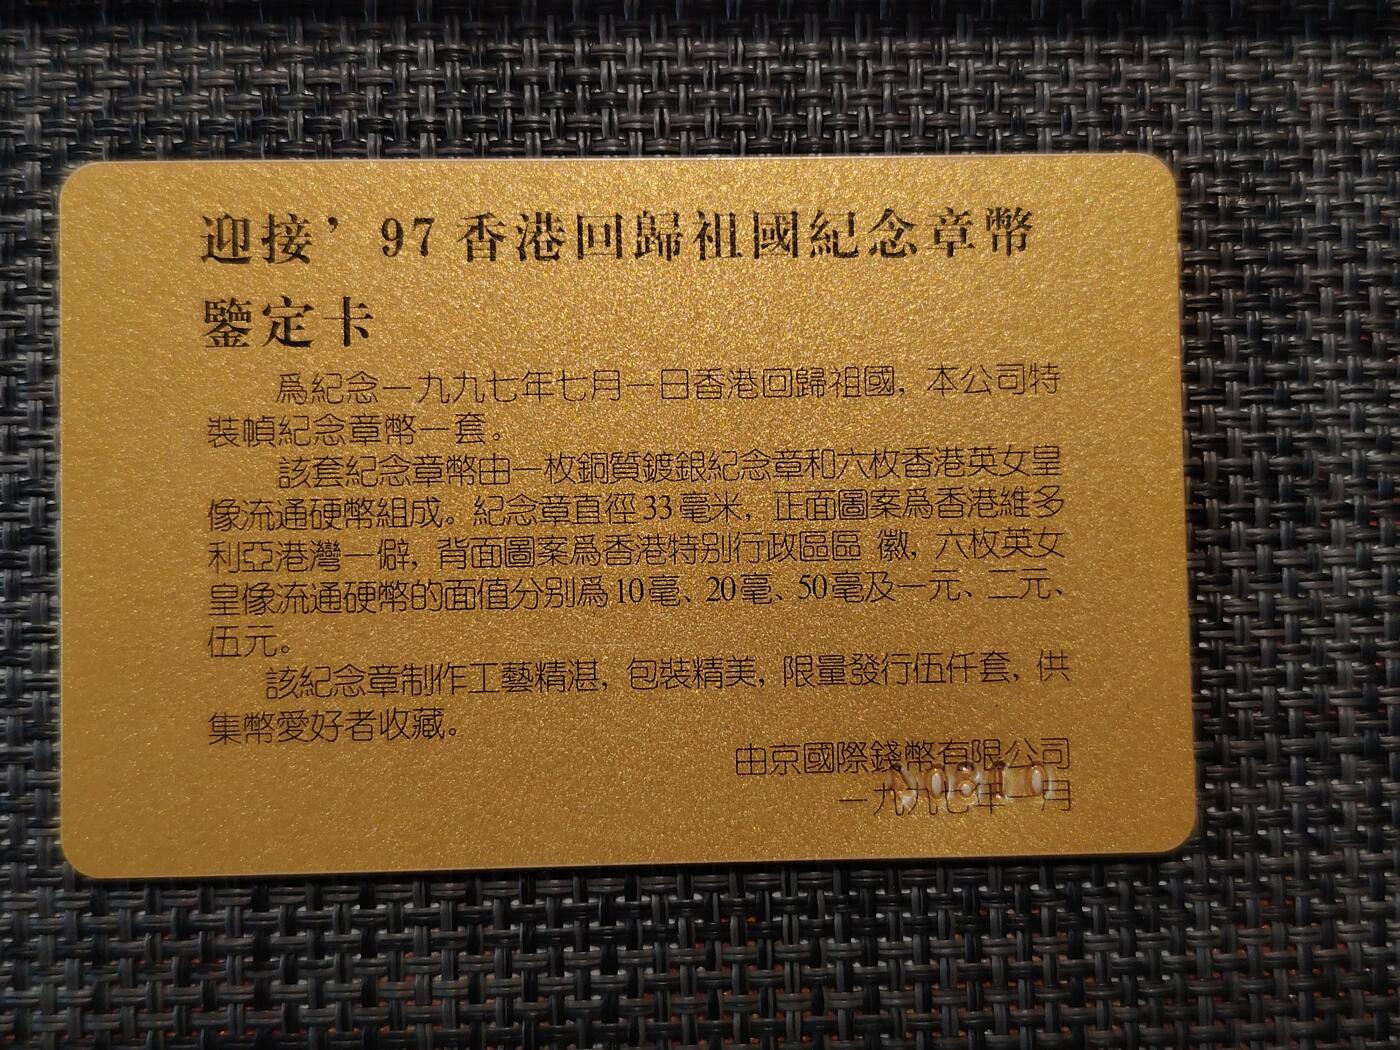 迎接’97香港回歸祖國紀念章幣
鑒定卡
爲紀念一九九七年七月一日香港回歸祖國,本公司特
裝幀紀念章幣一套。
該套紀念章幣由一枚銅質鍍銀紀念章和六枚香港英女皇
像流通硬幣組成。紀念章直徑33毫米,正面圖案爲香港維多
利亞港灣一僻,背面圖案爲香港特别行政區區 徽,六枚英女
皇像流通硬幣的面值分别爲10毫、20毫、50毫及一元、二元、
伍元。
該紀念章制作工藝精湛,包裝精美,限量發行伍仟套,供
集幣愛好者收藏。
由京國際錢幣有限公司
一九九七年一月